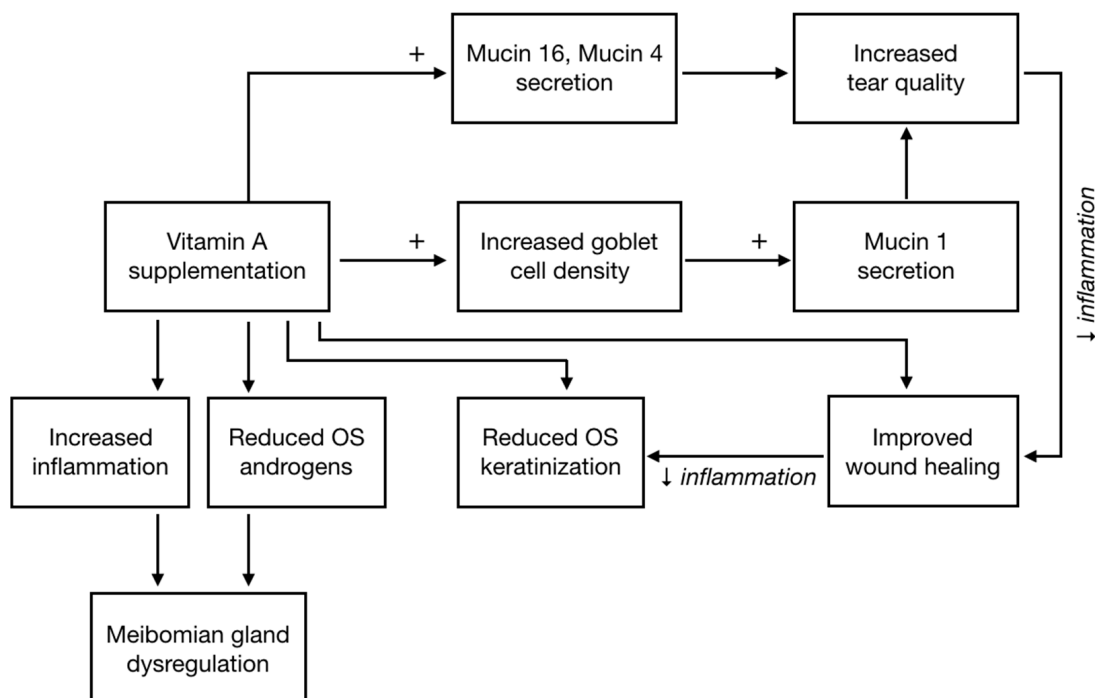 +
Mucin 16, Mucin 4
secretion
Increased
tear quality
Vitamin A
supplementation
+
Increased goblet
cell density
+
Mucin 1
secretion
↓ inflammation
Increased
inflammation
Reduced OS
androgens
Reduced OS
keratinization
↓ inflammation
Improved
wound healing
Meibomian gland
dysregulation